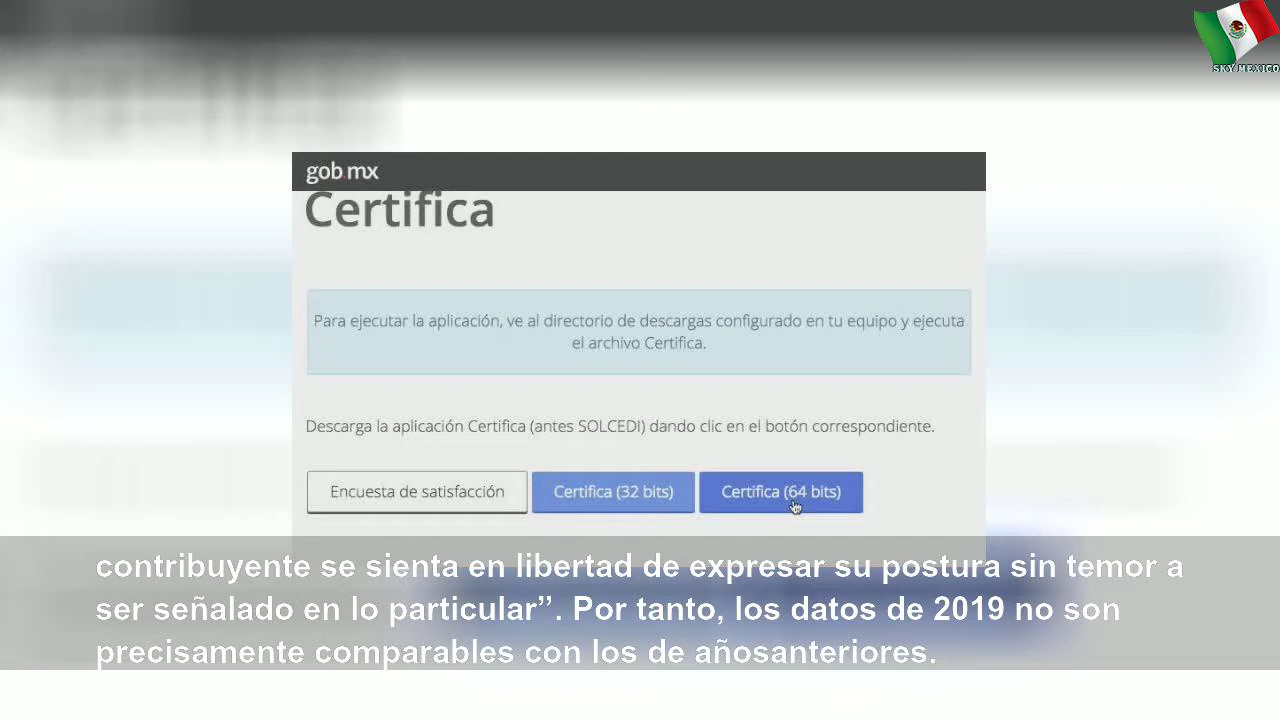 SKY MEXICO
gob.mx
Certifica
Para ejecutar la aplicación, ve al directorio de descargas configurado en tu equipo y ejecuta
el archivo Certifica.
Descarga la aplicación Certifica (antes SOLCEDI) dando clic en el botón correspondiente.
Encuesta de satisfacción
Certifica (32 bits)
Certifica (64 bits)
contribuyente se sienta en libertad de expresar su postura sin temor a
ser señalado en lo particular”. Por tanto, los datos de 2019 no son
precisamente comparables con los de añosanteriores.